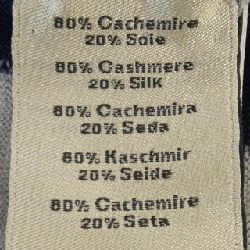 80% Cachemire
20% Soie
80% Cashmere
20% Silk
80% Cachemira
20% Seda
80% Kaschmir
20% Seide
80% Cachemire
20% Seta